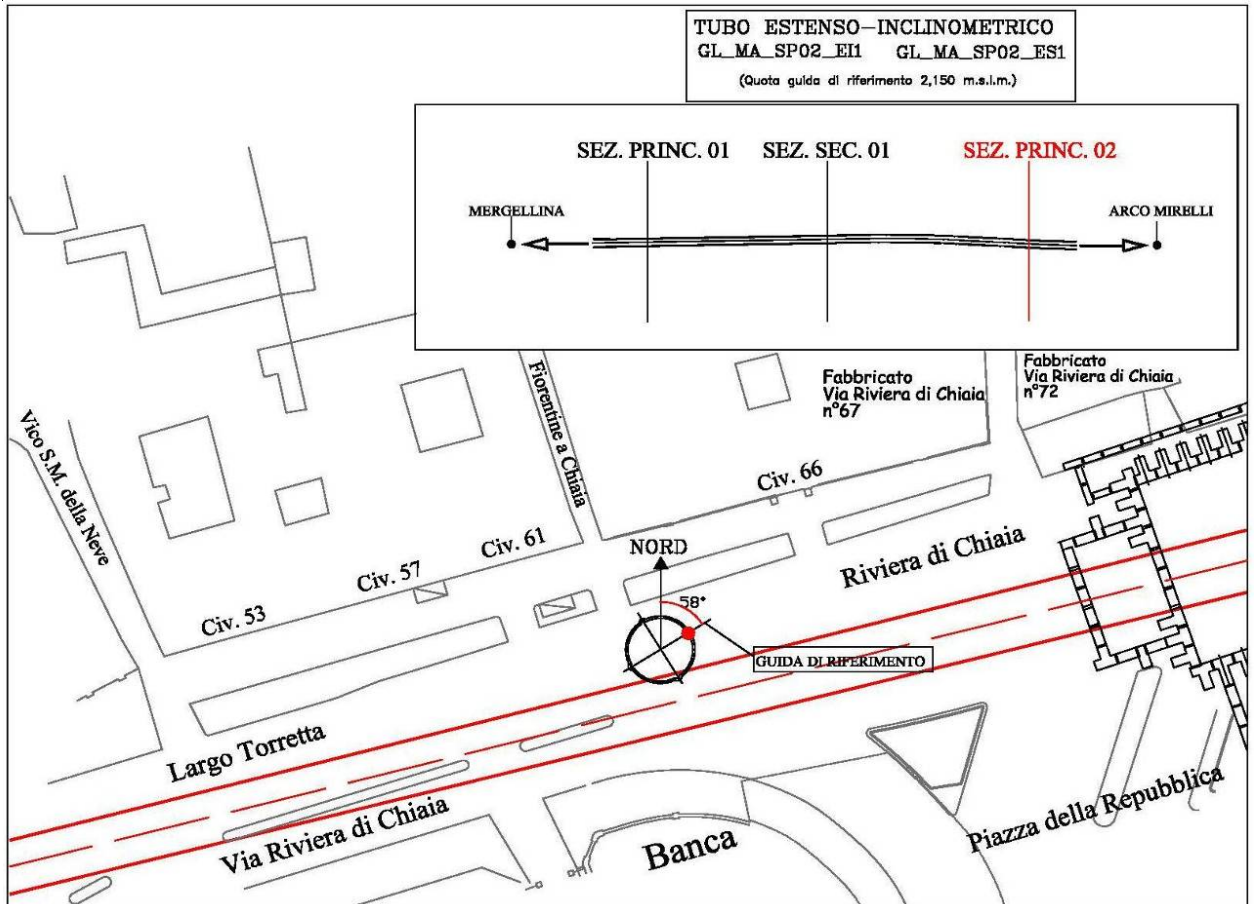 TUBO ESTENSO-INCLINOMETRICO
GL_MA_SP02_EI1 GL_MA_SP02_ES1
(Quota guida di riferimento 2,150 m.s.l.m.)
SEZ. PRINC. 01 SEZ. SEC. 01 SEZ. PRINC. 02
MERGELLINA
ARCO MIRELLI
Fabbricato
Via Riviera di Chiaia
n°67
Fabbricato
Via Riviera di Chiaia
n°72
Vico S.M. della Neve
Fiorentine a Chiaia
Civ. 53
Civ. 57
Civ. 61
Civ. 66
NORD
58°
GUIDA DI RIFERIMENTO
Riviera di Chiaia
Largo Torretta
Via Riviera di Chiaia
Banca
Piazza della Repubblica